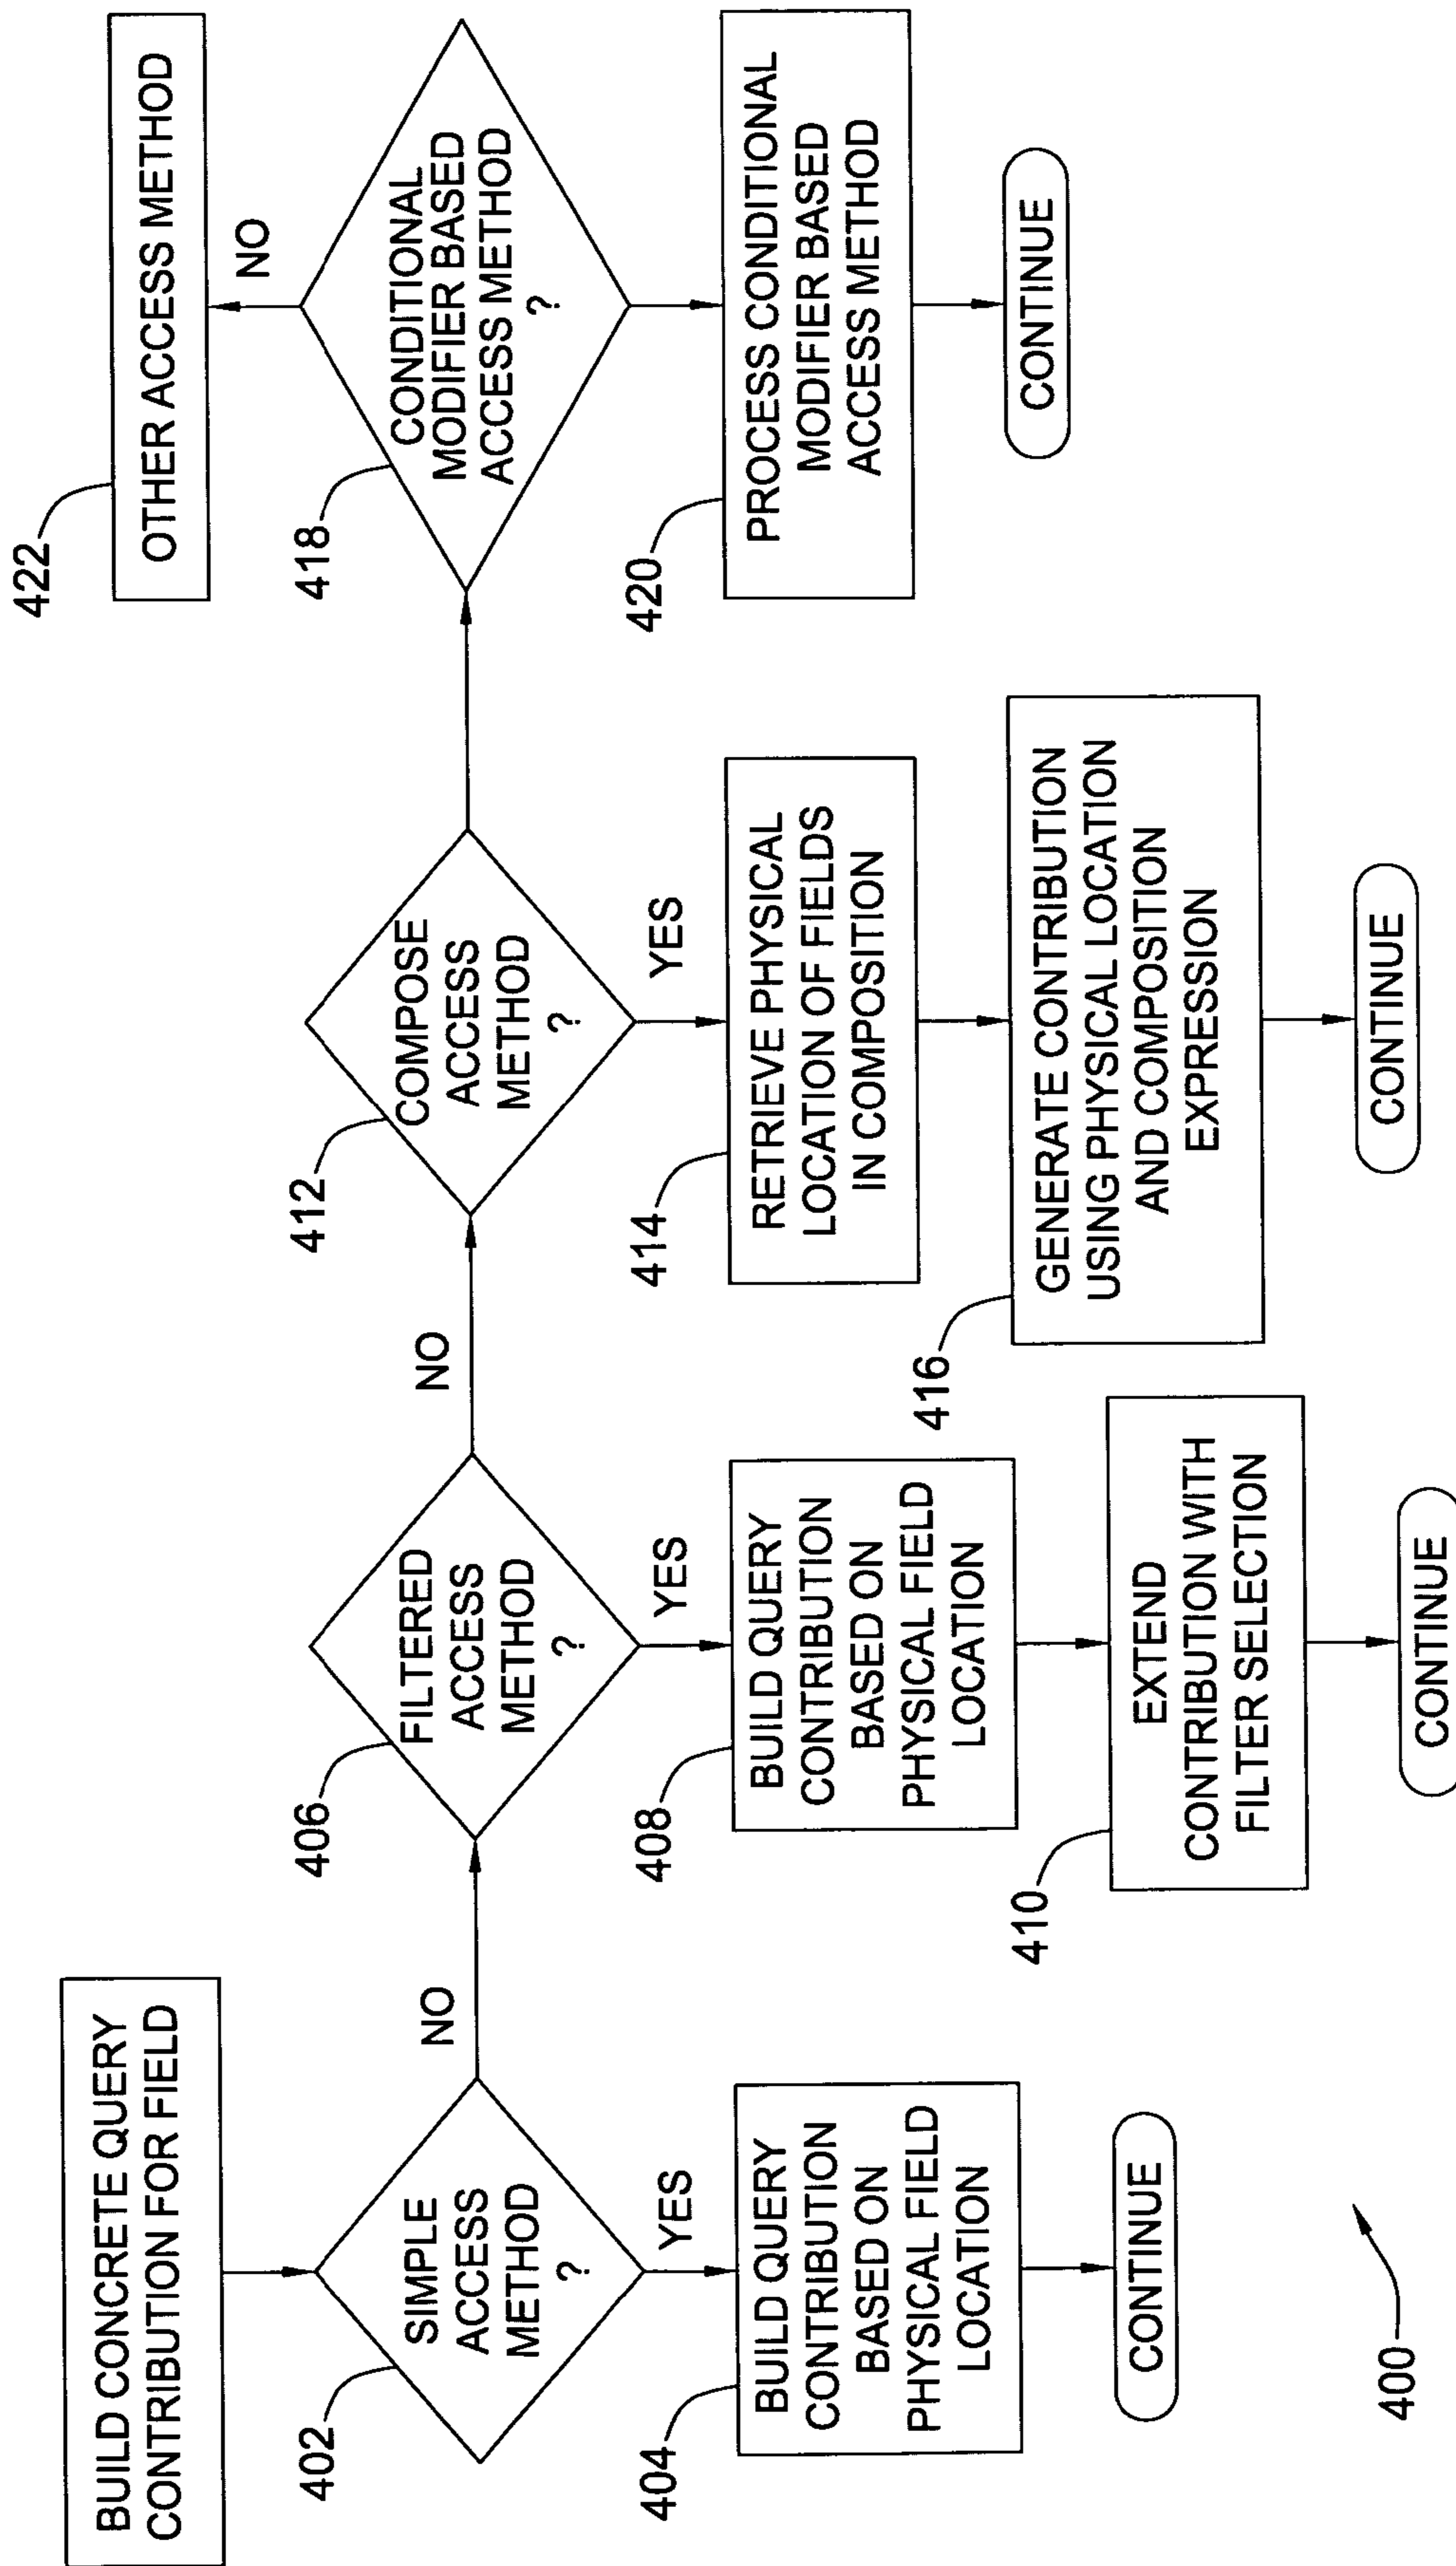 BUILD CONCRETE QUERY
CONTRIBUTION FOR FIELD
402
SIMPLE
ACCESS
METHOD
?
NO
YES
404
BUILD QUERY
CONTRIBUTION
BASED ON
PHYSICAL FIELD
LOCATION
CONTINUE
406
FILTERED
ACCESS
METHOD
?
NO
YES
408
BUILD QUERY
CONTRIBUTION
BASED ON
PHYSICAL FIELD
LOCATION
410
EXTEND
CONTRIBUTION WITH
FILTER SELECTION
CONTINUE
412
COMPOSE
ACCESS
METHOD
?
YES
414
RETRIEVE PHYSICAL
LOCATION OF FIELDS
IN COMPOSITION
416
GENERATE CONTRIBUTION
USING PHYSICAL LOCATION
AND COMPOSITION
EXPRESSION
CONTINUE
418
CONDITIONAL
MODIFIER BASED
ACCESS METHOD
?
NO
422
OTHER ACCESS METHOD
420
PROCESS CONDITIONAL
MODIFIER BASED
ACCESS METHOD
CONTINUE
400